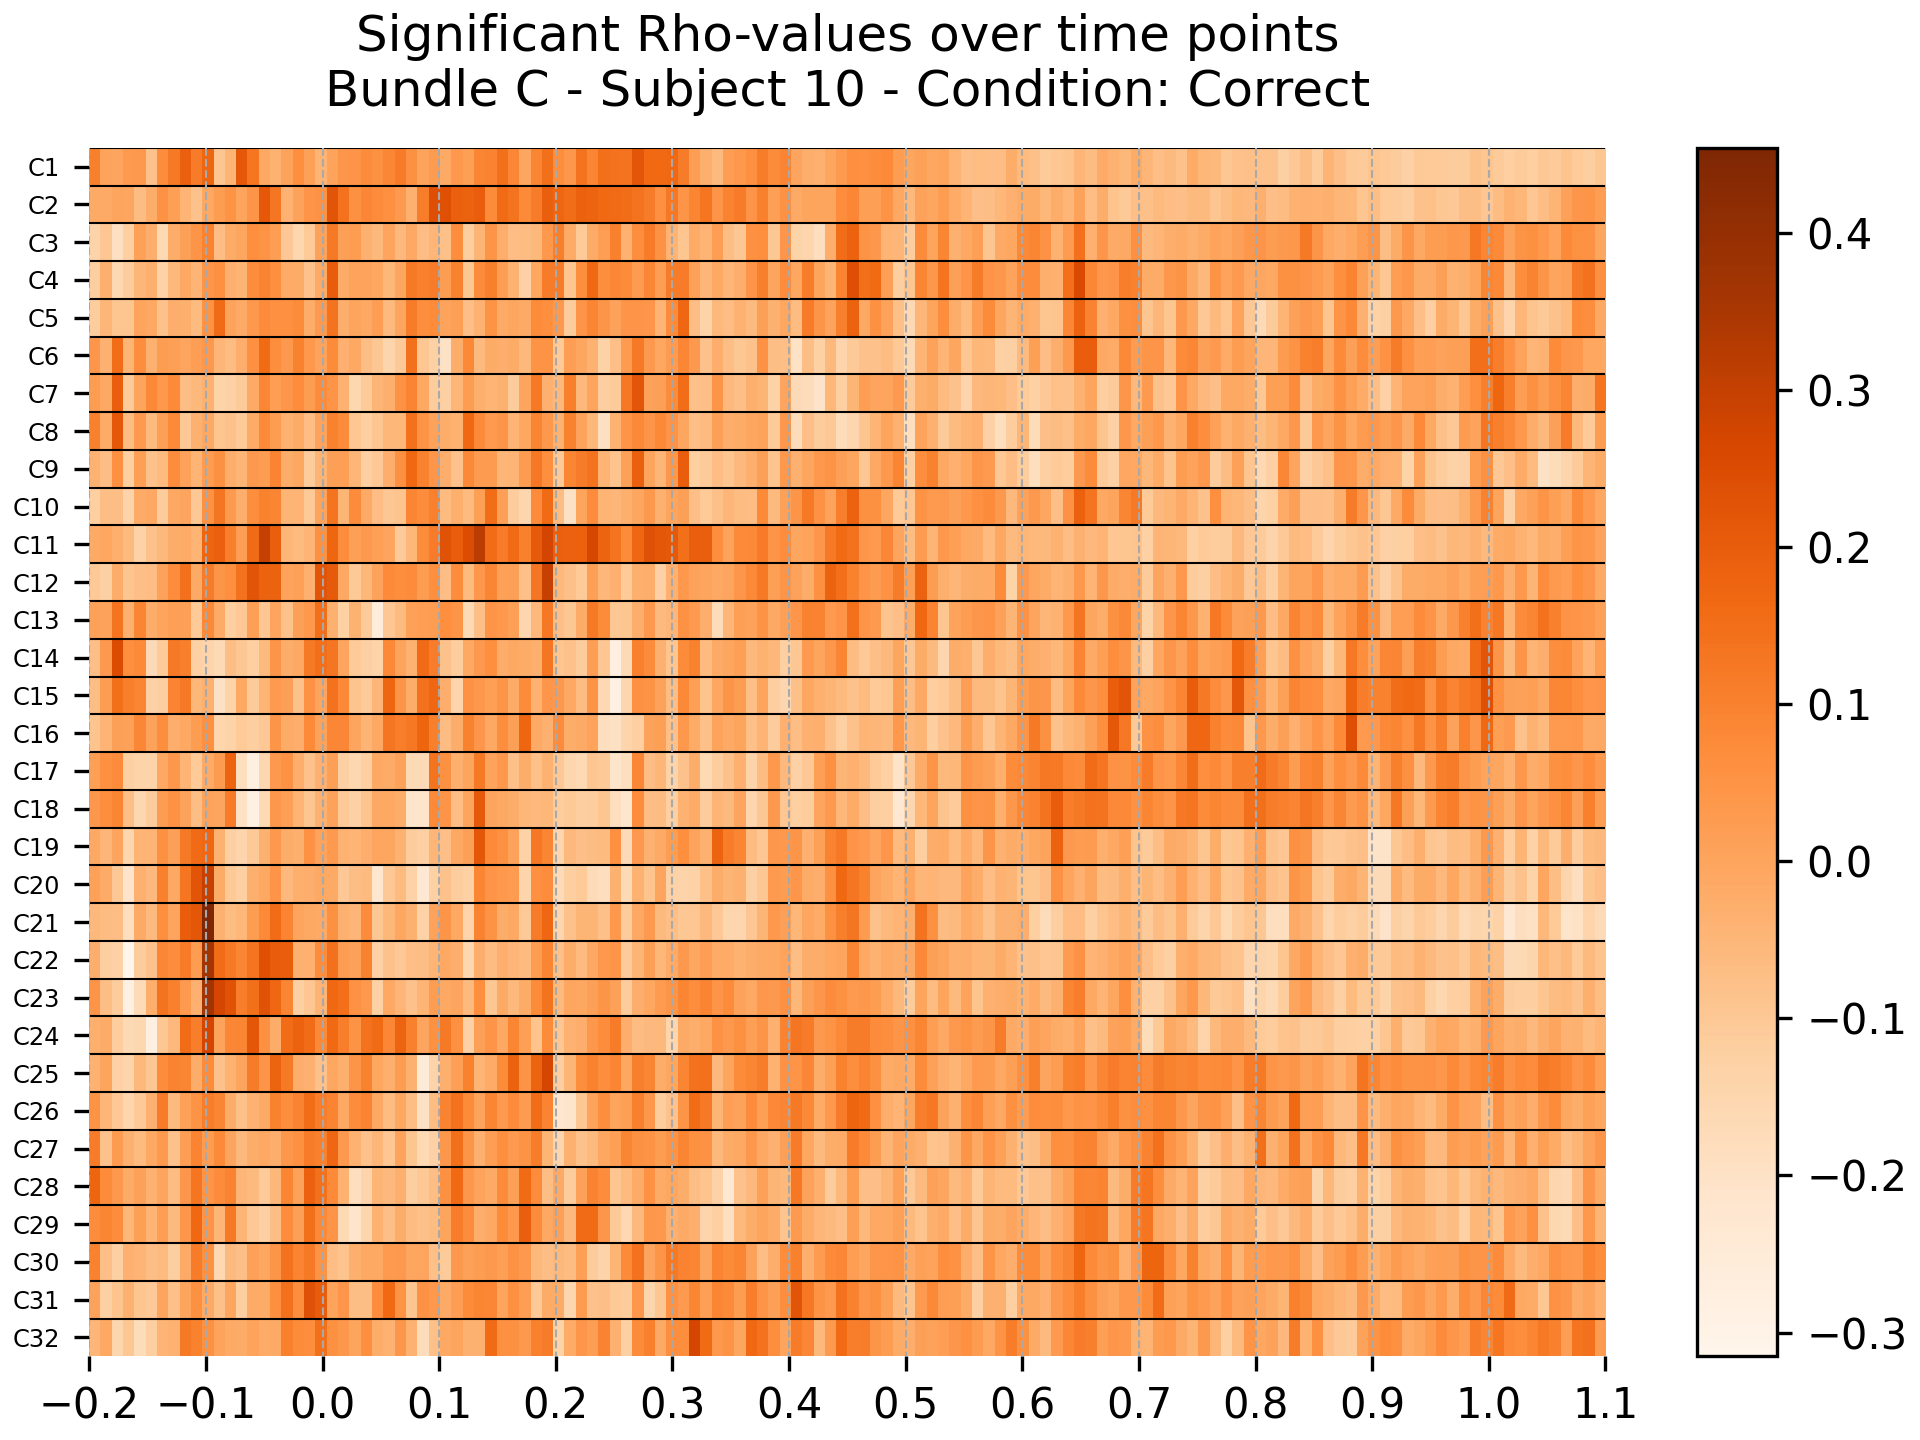 Significant Rho-values over time points
Bundle C - Subject 10 - Condition: Correct
C1
C2
C3
C4
C5
C6
C7
C8
C9
C10
C11
C12
C13
C14
C15
C16
C17
C18
C19
C20
C21
C22
C23
C24
C25
C26
C27
C28
C29
C30
C31
C32
−0.2 −0.1 0.0 0.1 0.2 0.3 0.4 0.5 0.6 0.7 0.8 0.9 1.0 1.1
0.4
0.3
0.2
0.1
0.0
−0.1
−0.2
−0.3